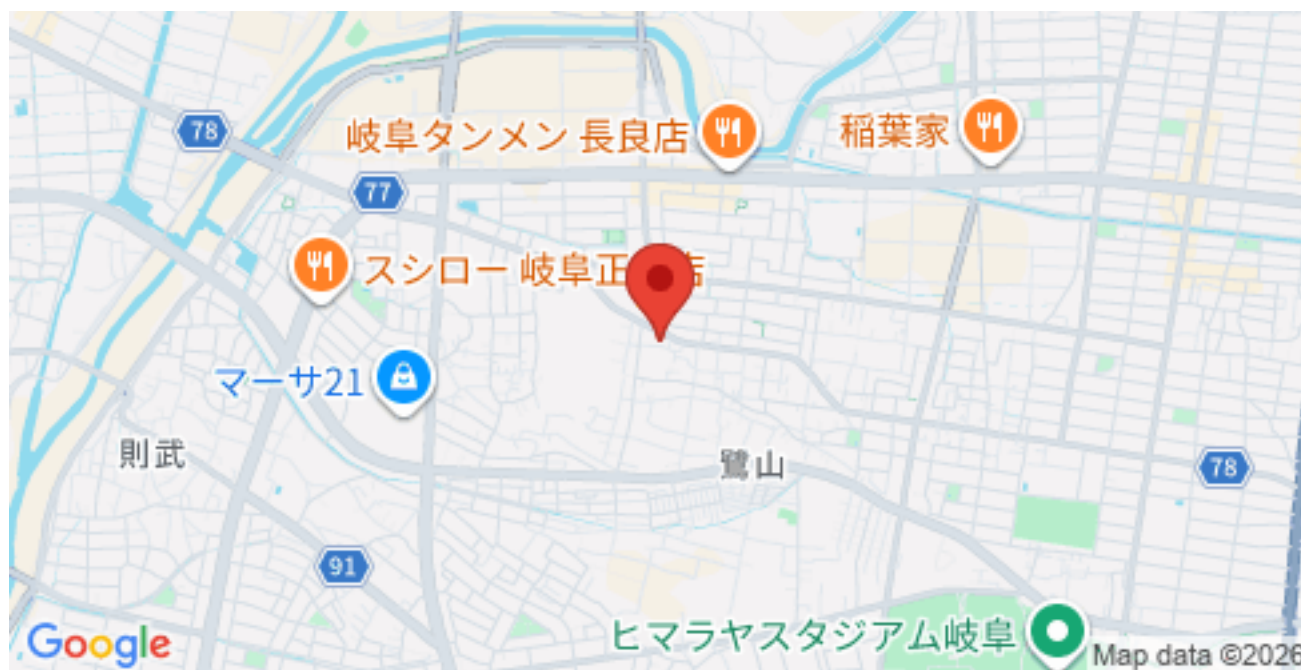 78
岐阜タンメン 長良店
稲葉家
77
スシロー 岐阜正 店
マーサ21
則武
鷺山
78
91
ヒマラヤスタジアム岐阜
Google
Map data ©2026